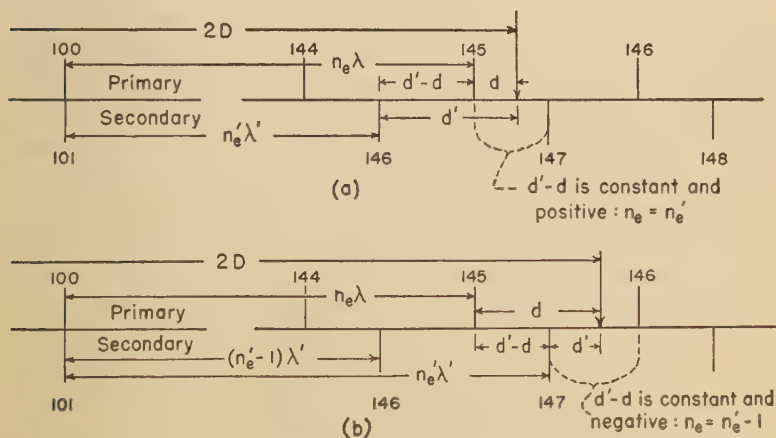 2D
100 144 145 146
nₑλ
Primary d'-d d
Secondary d'
nₑ'λ'
101 146 147 148
(a)
d'-d is constant and
positive : nₑ = nₑ'
2D
100 144 145 146
nₑλ
Primary d
Secondary d'-d d'
(nₑ'-1)λ'
nₑ'λ'
101 146 147
(b)
d'-d is constant and
negative : nₑ = nₑ'-1